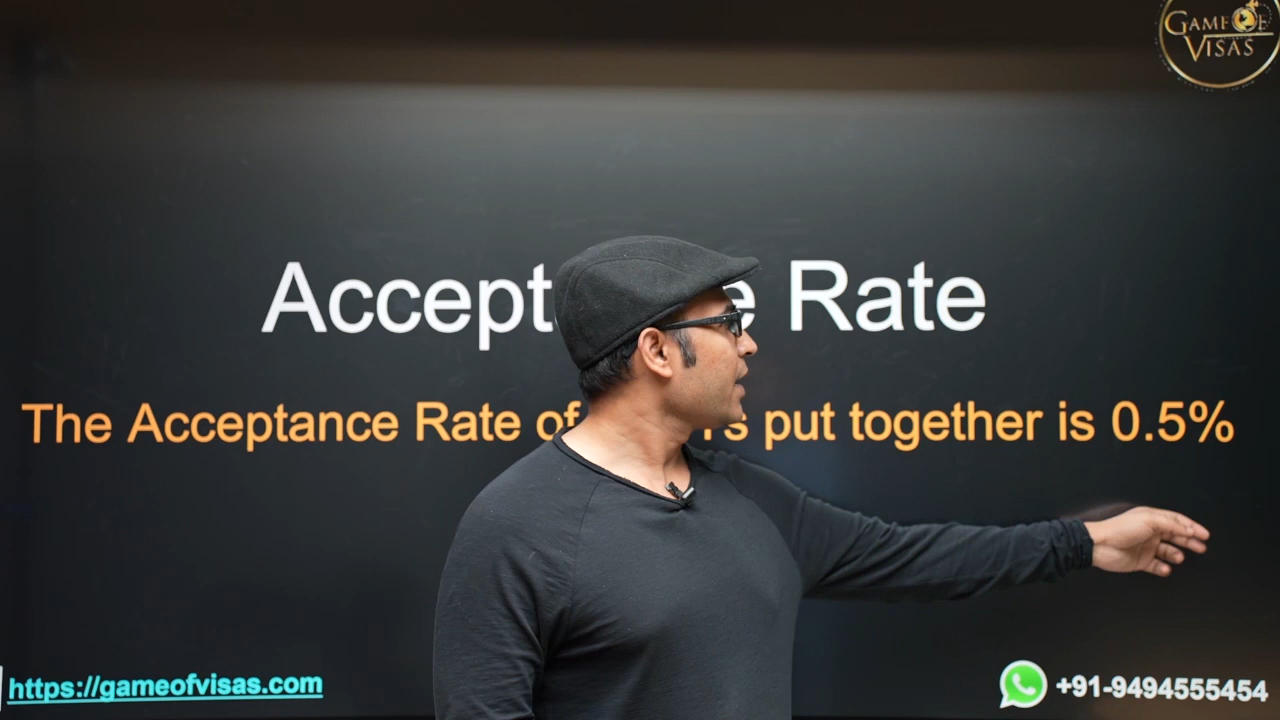 GAME OF
VISAS
Accept e Rate
The Acceptance Rate of rs put together is 0.5%
https://gameofvisas.com
+91-9494555454